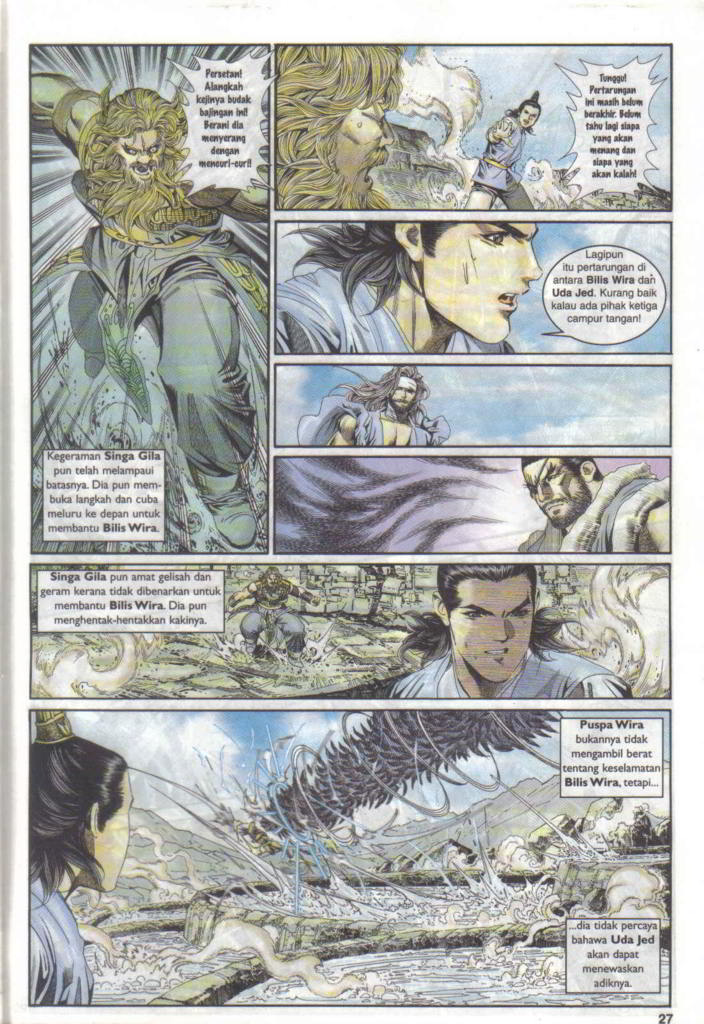 Persetan!
Alangkah
kejinya budak
bajingan ini!
Berani dia
menyerang
dengan
mencuri-curi!
Tunggu!
Pertarungan
ini masih belum
berakhir. Belum
tahu lagi siapa
yang akan
menang dan
siapa yang
akan kalah!
Lagipun
itu pertarungan di
antara Bilis Wira dan
Uda Jed. Kurang baik
kalau ada pihak ketiga
campur tangan!
Kegeraman Singa Gila
pun telah melampaui
batasnya. Dia pun mem-
buka langkah dan cuba
meluru ke depan untuk
membantu Bilis Wira.
Singa Gila pun amat gelisah dan
geram kerana tidak dibenarkan untuk
membantu Bilis Wira. Dia pun
menghentak-hentakkan kakinya.
Puspa Wira
bukannya tidak
mengambil berat
tentang keselamatan
Bilis Wira, tetapi...
...dia tidak percaya
bahawa Uda Jed
akan dapat
menewaskan
adiknya.
27